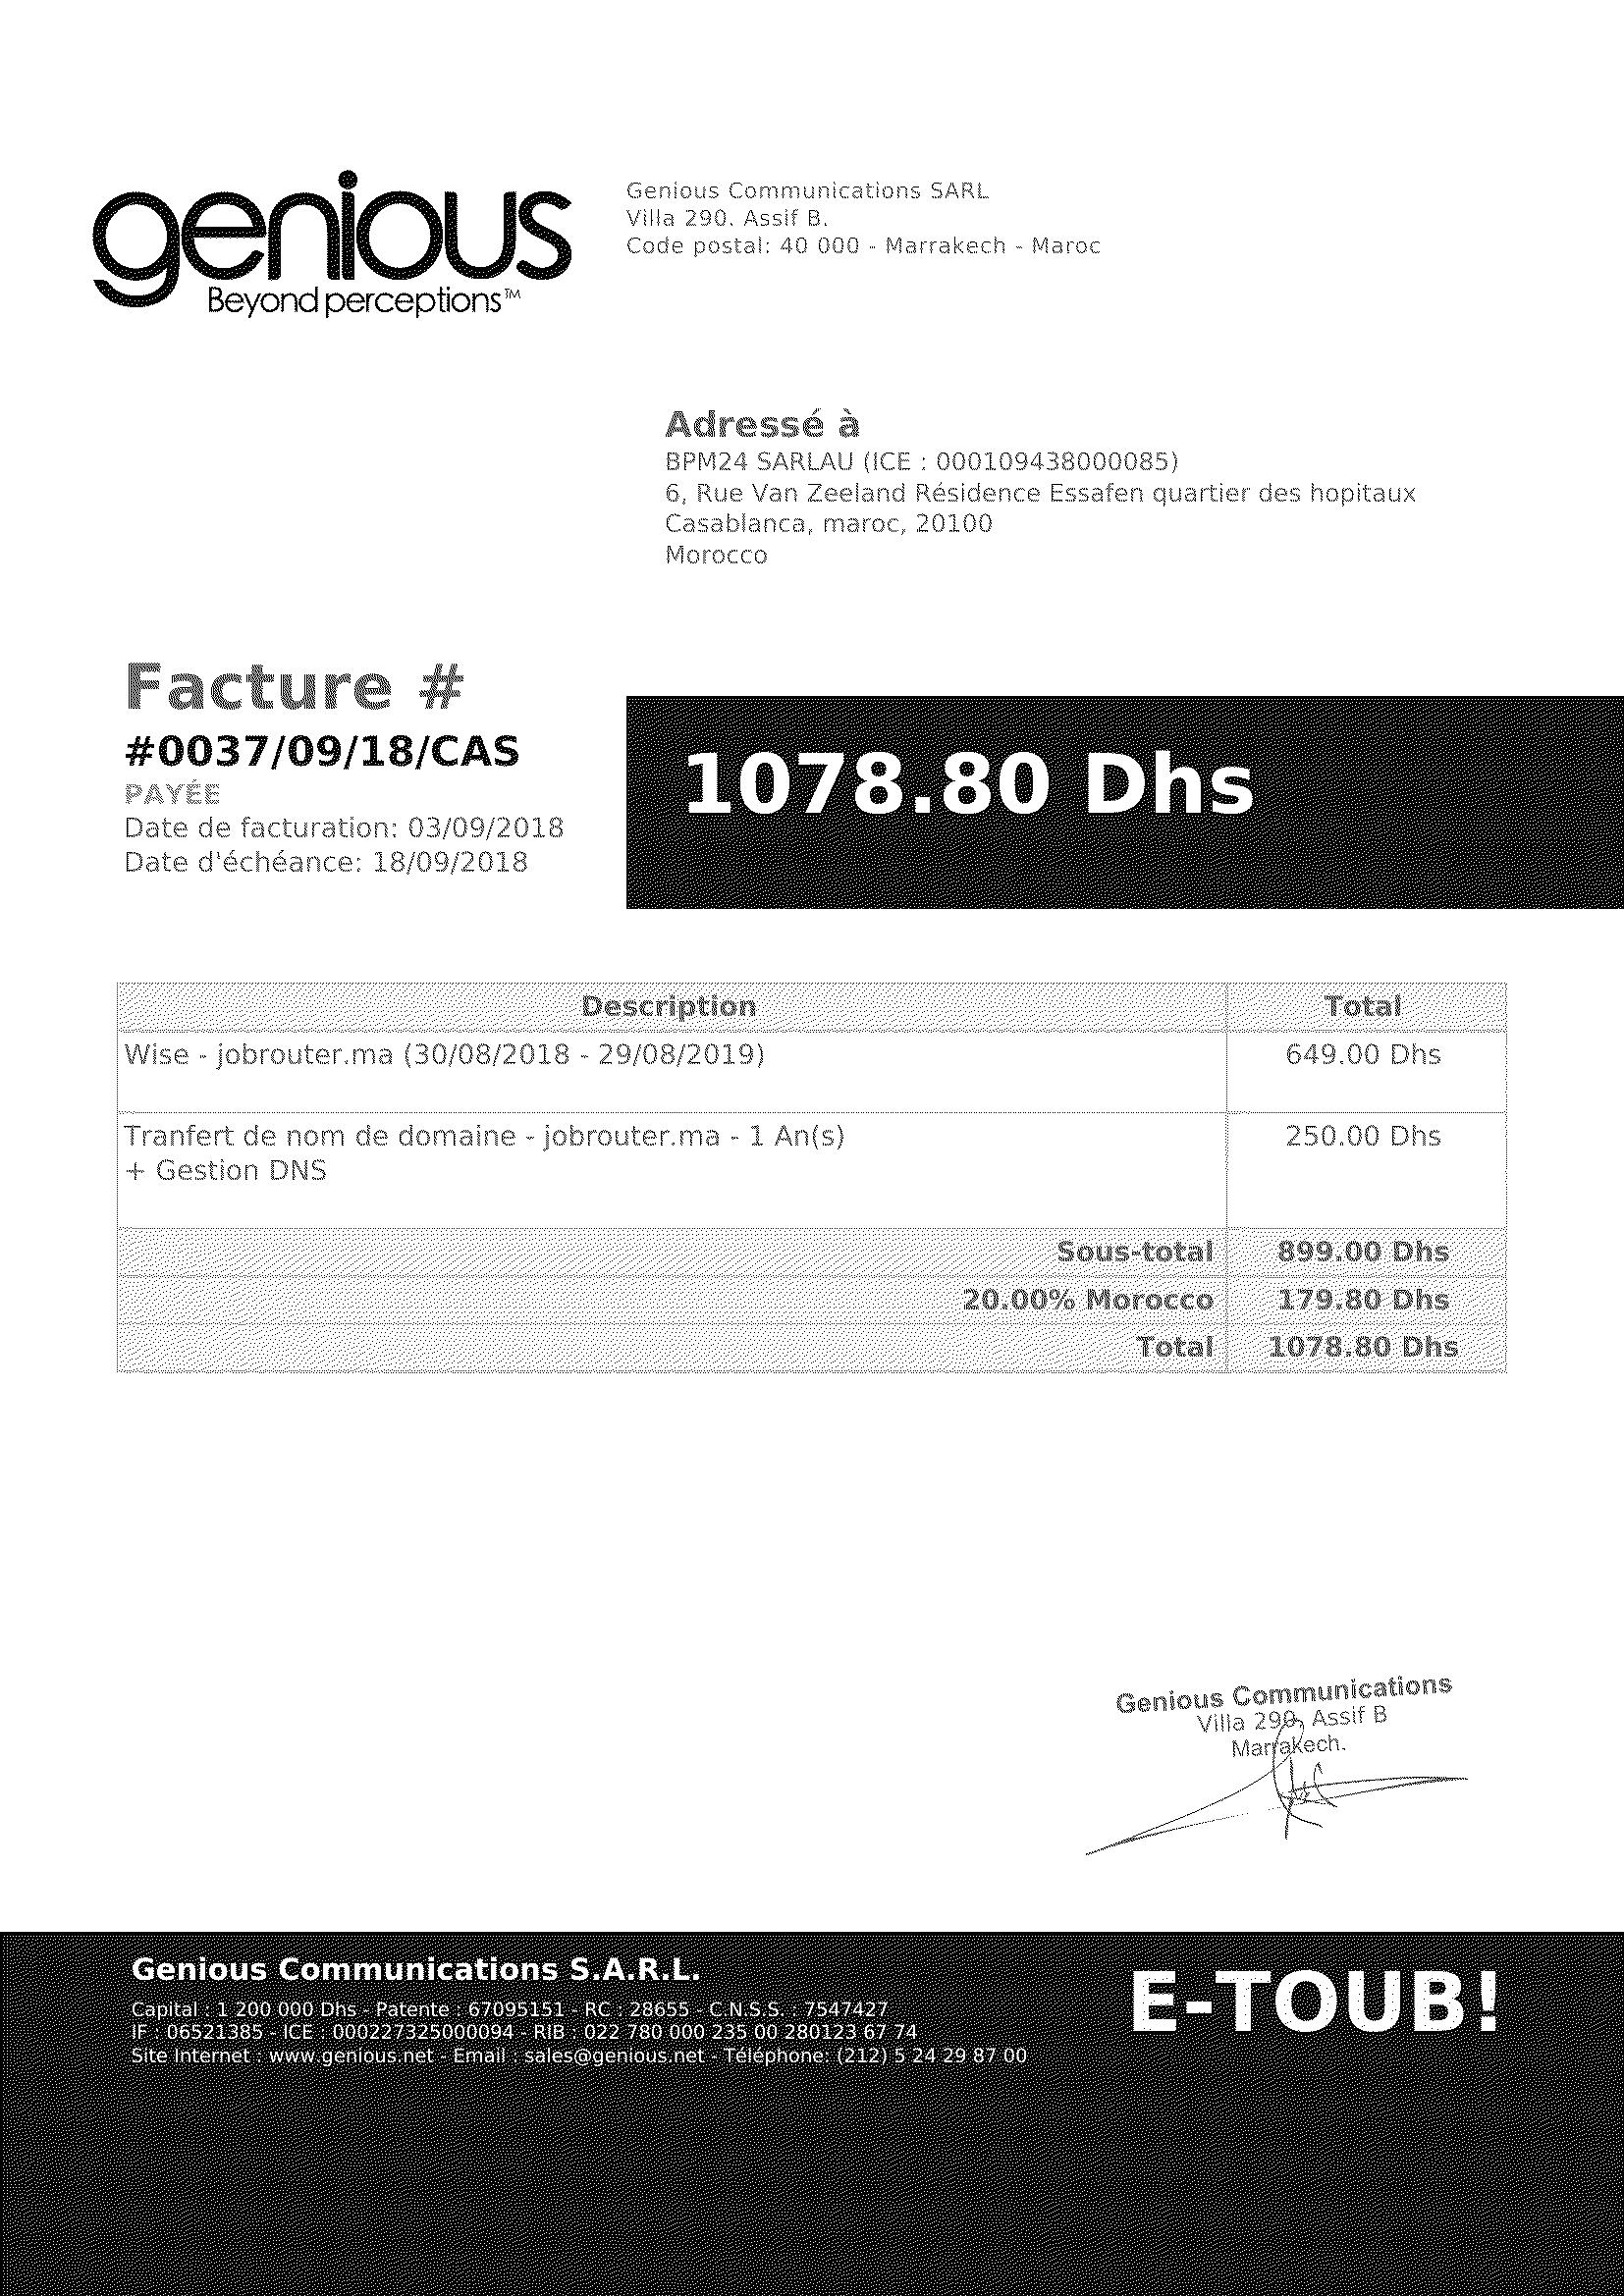 genious
Beyond perceptions™
Genious Communications SARL
Villa 290. Assif B.
Code postal: 40 000 - Marrakech - Maroc
Adressé à
BPM24 SARLAU (ICE : 000109438000085)
6, Rue Van Zeeland Résidence Essafen quartier des hopitaux
Casablanca, maroc, 20100
Morocco
Facture #
#0037/09/18/CAS
PAYÉE
Date de facturation: 03/09/2018
Date d'échéance: 18/09/2018
1078.80 Dhs
Description Total
Wise - jobrouter.ma (30/08/2018 - 29/08/2019) 649.00 Dhs
Tranfert de nom de domaine - jobrouter.ma - 1 An(s) 250.00 Dhs
+ Gestion DNS
Sous-total 899.00 Dhs
20.00% Morocco 179.80 Dhs
Total 1078.80 Dhs
Genious Communications
Villa 290, Assif B
Marrakech.
Genious Communications S.A.R.L.
Capital : 1 200 000 Dhs - Patente : 67095151 - RC : 28655 - C.N.S.S. : 7547427
IF : 06521385 - ICE : 000227325000094 - RIB : 022 780 000 235 00 280123 67 74
Site Internet : www.genious.net - Email : sales@genious.net - Téléphone: (212) 5 24 29 87 00
E-TOUB!